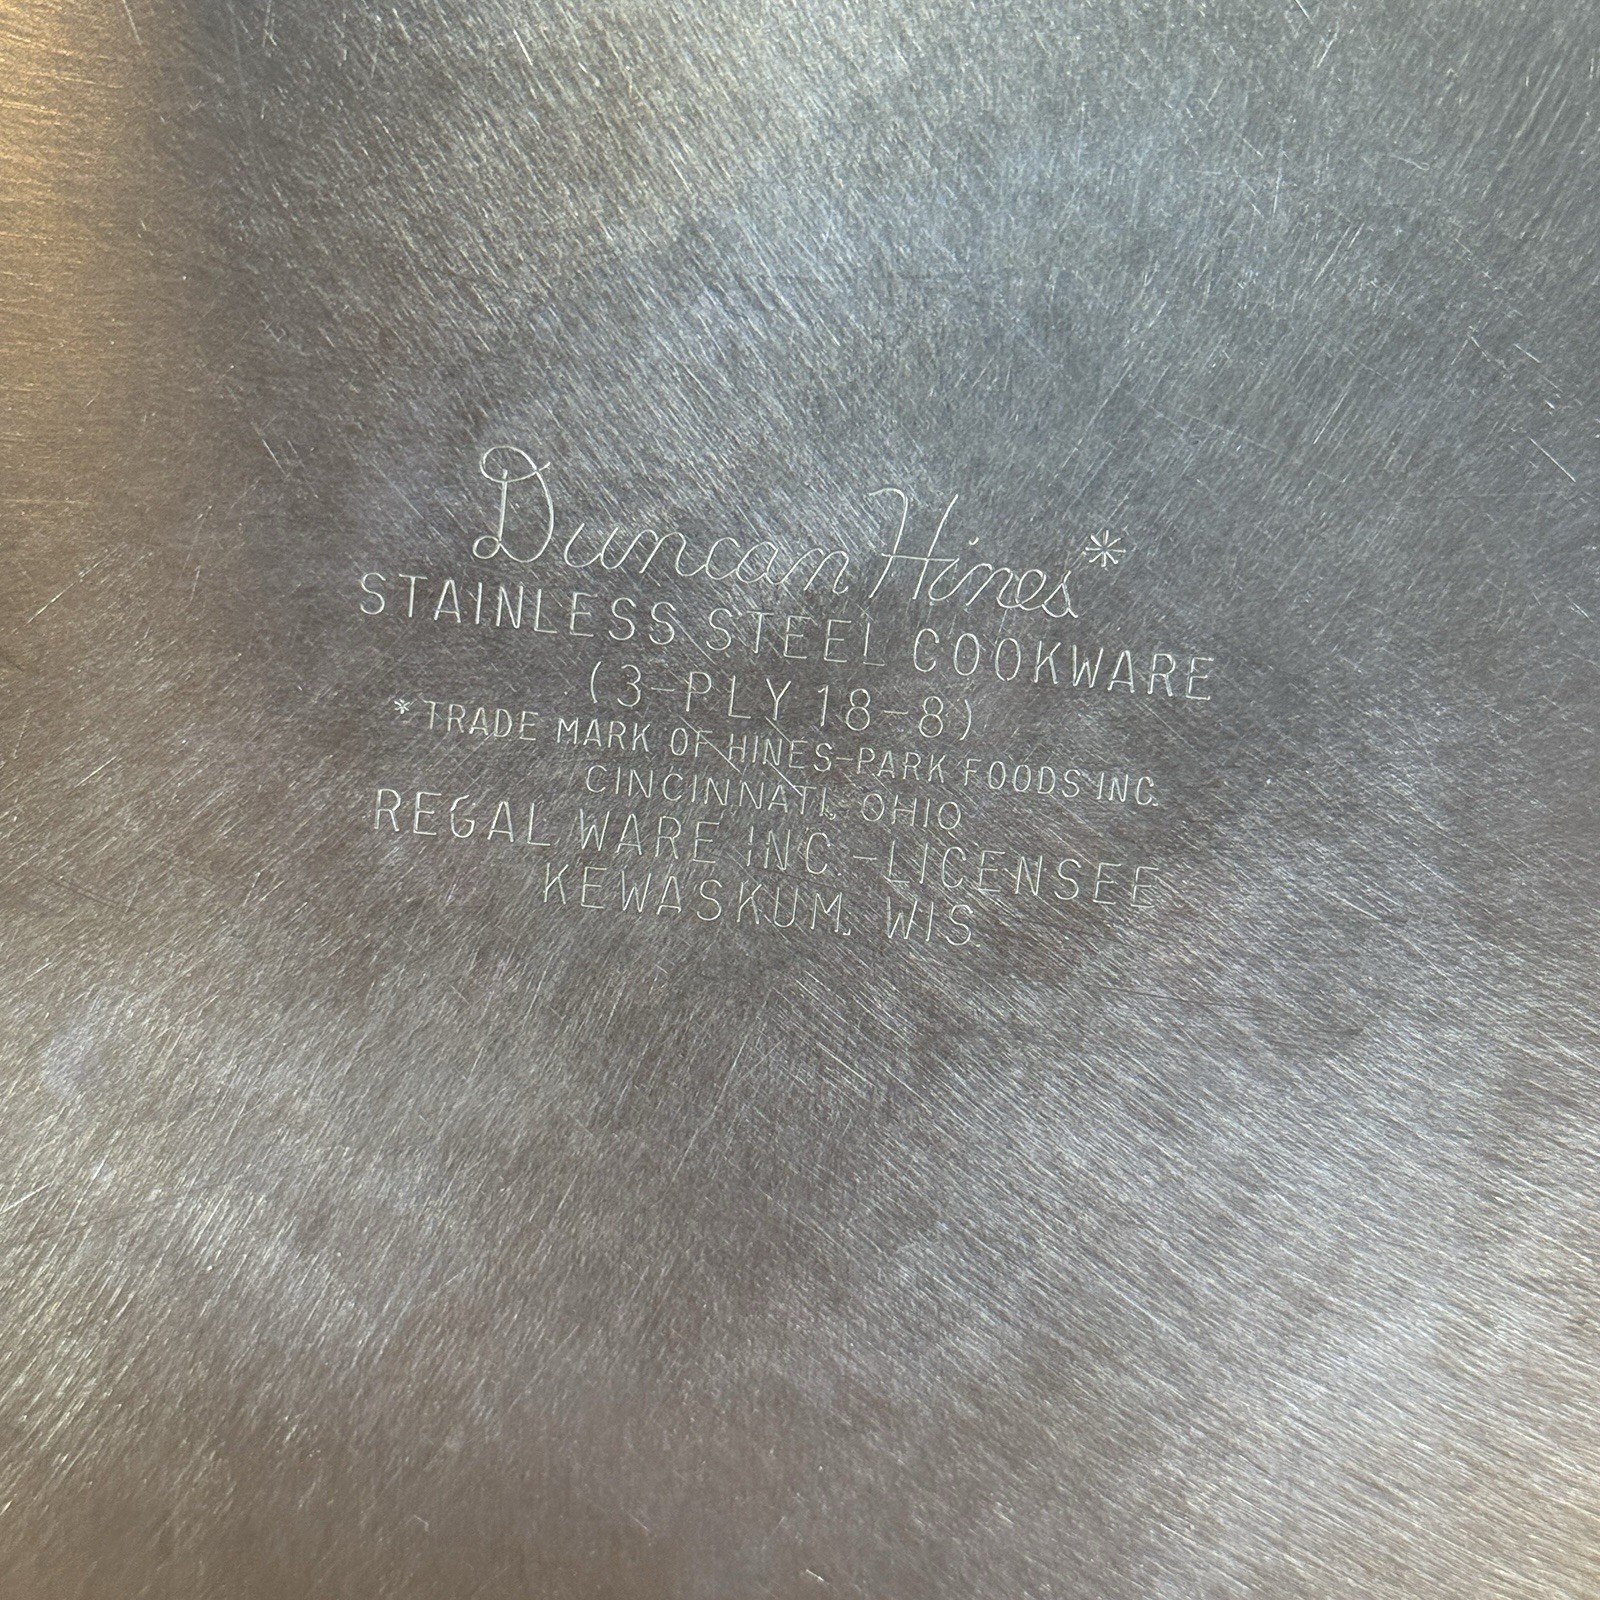 Duncan Hines*
STAINLESS STEEL COOKWARE
(3-PLY 18-8)
*TRADE MARK OF HINES-PARK FOODS INC.
CINCINNATI, OHIO
REGAL WARE INC.-LICENSEE
KEWASKUM, WIS.